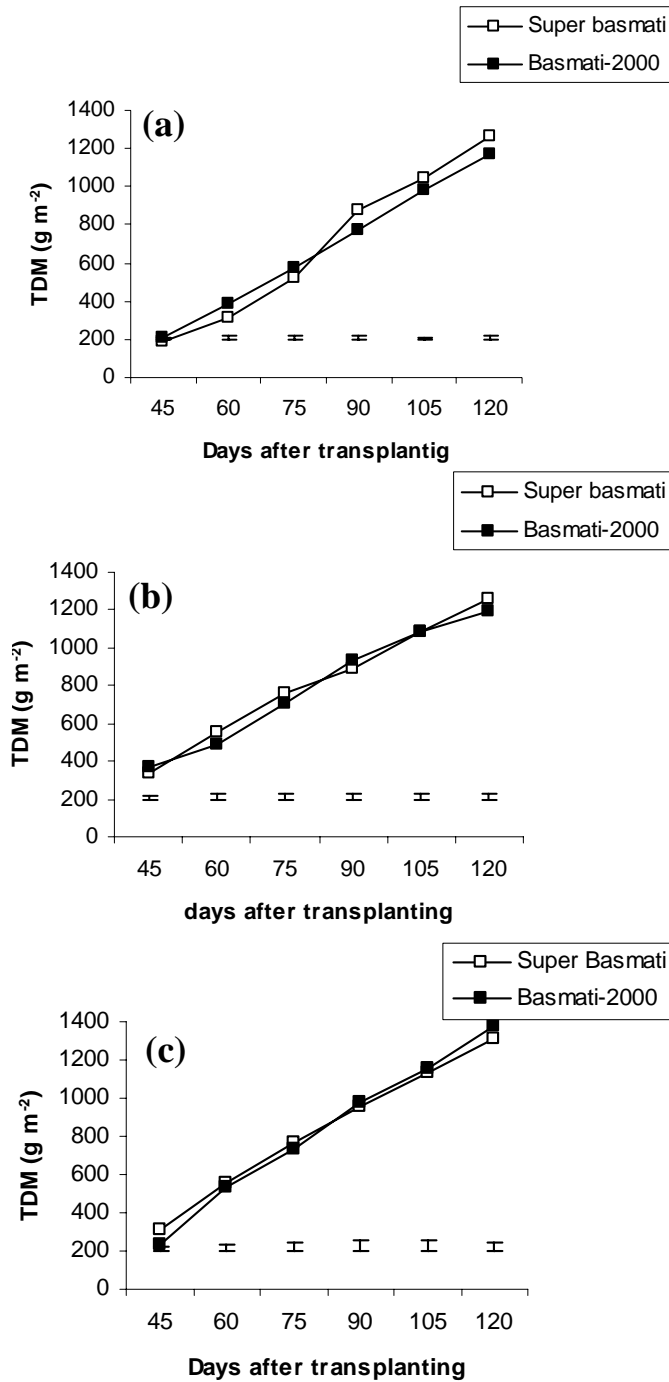 Super basmati
Basmati-2000
(a)
1400
1200
1000
800
600
400
200
0
TDM (g m-2)
45 60 75 90 105 120
Days after transplantig
Super basmati
Basmati-2000
(b)
1400
1200
1000
800
600
400
200
0
TDM (g m-2)
45 60 75 90 105 120
days after transplanting
Super Basmati
Basmati-2000
(c)
1400
1200
1000
800
600
400
200
0
TDM (g m-2)
45 60 75 90 105 120
Days after transplanting